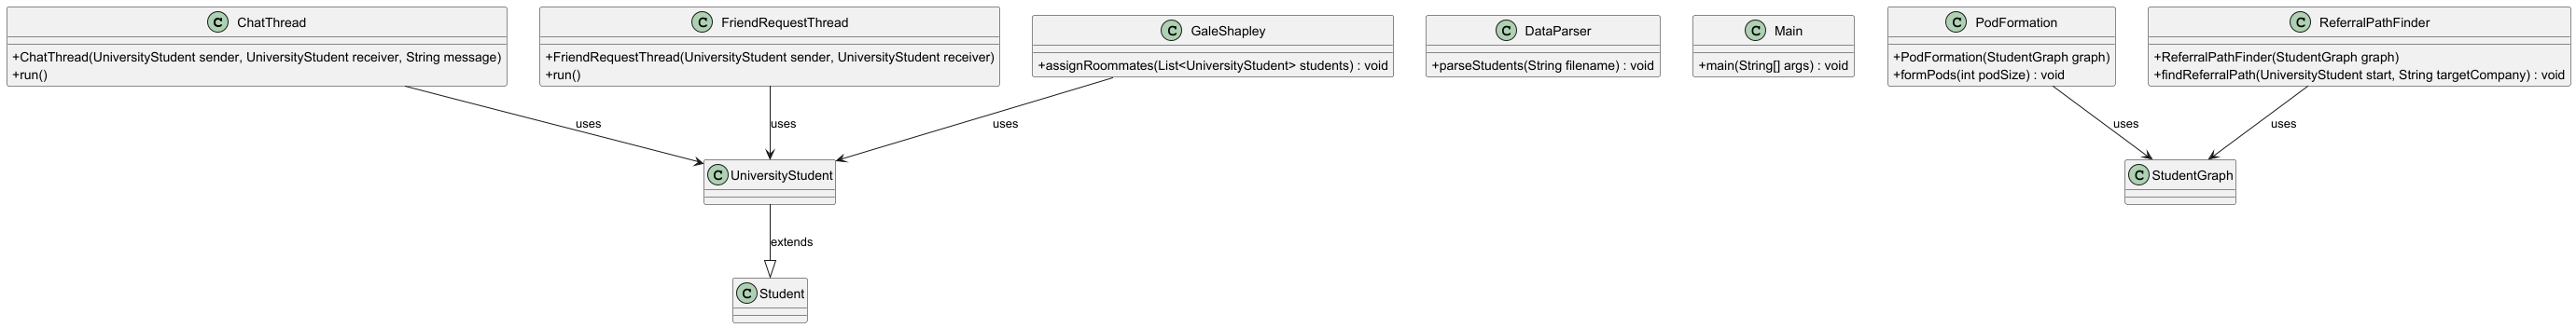 C ChatThread
+ChatThread(UniversityStudent sender, UniversityStudent receiver, String message)
+run()
C FriendRequestThread
+FriendRequestThread(UniversityStudent sender, UniversityStudent receiver)
+run()
C GaleShapley
+assignRoommates(List<UniversityStudent> students) : void
C DataParser
+parseStudents(String filename) : void
C Main
+main(String[] args) : void
C PodFormation
+PodFormation(StudentGraph graph)
+formPods(int podSize) : void
C ReferralPathFinder
+ReferralPathFinder(StudentGraph graph)
+findReferralPath(UniversityStudent start, String targetCompany) : void
uses
uses
uses
uses
uses
C UniversityStudent
C StudentGraph
extends
C Student